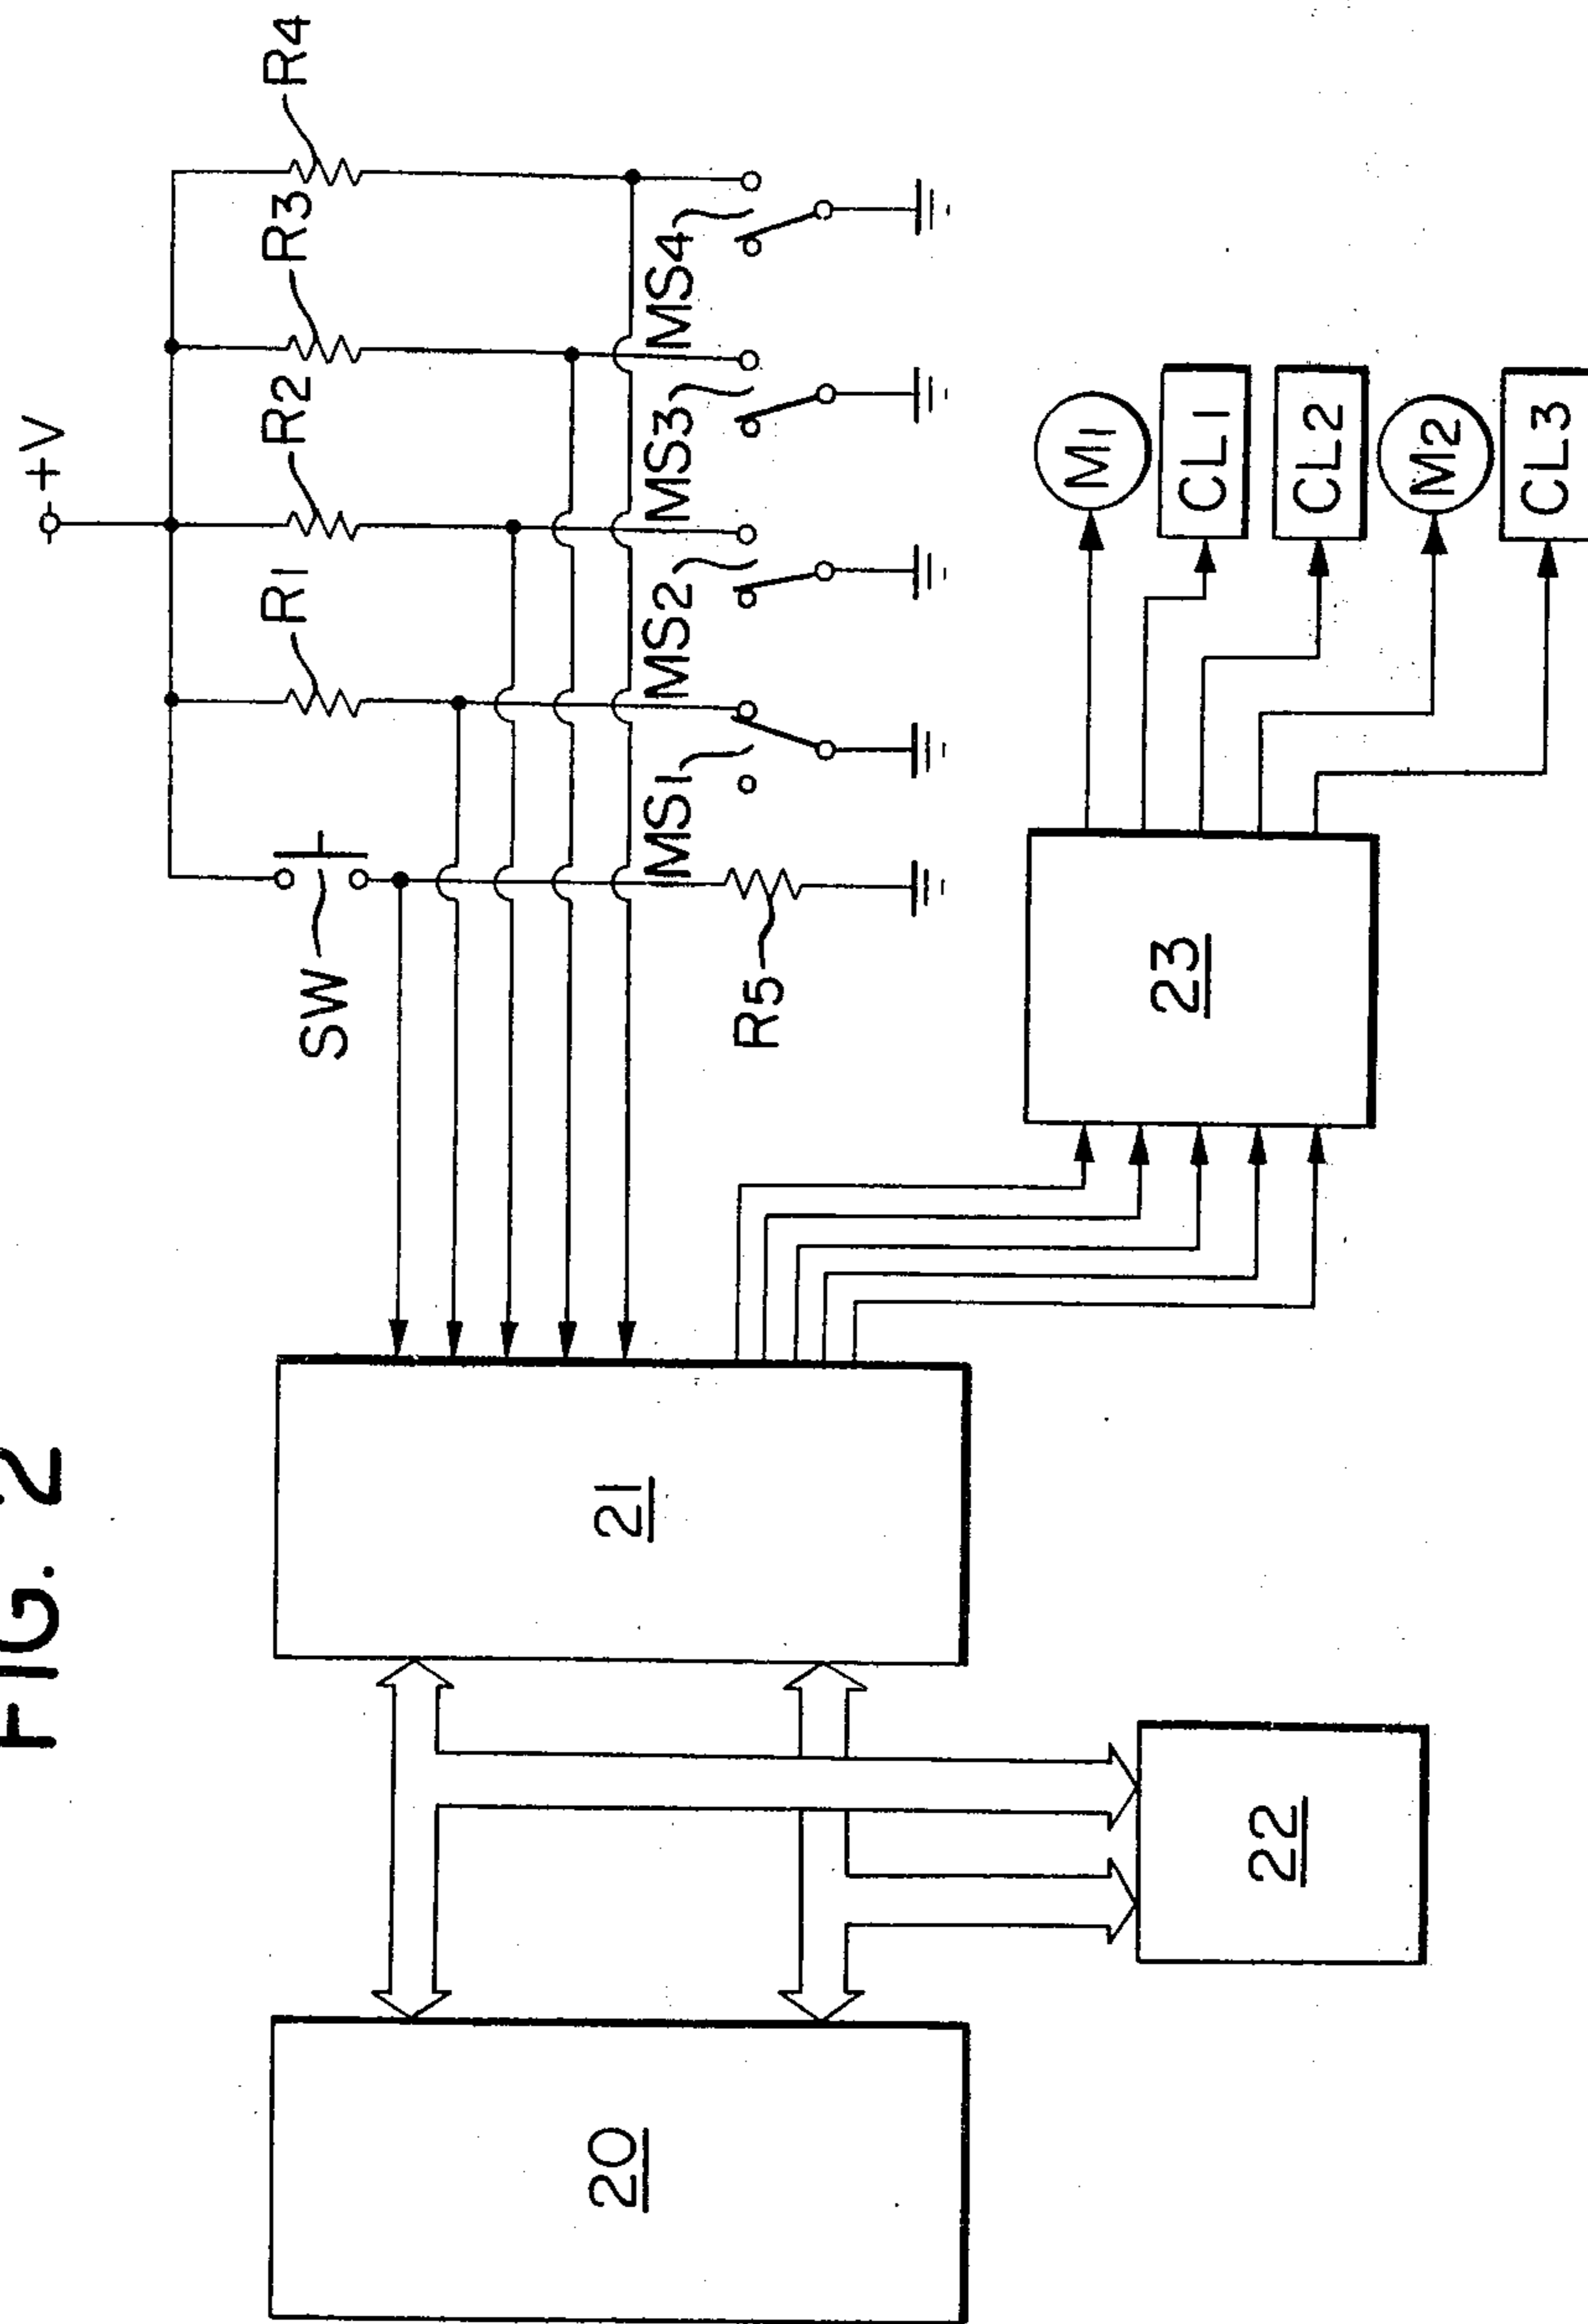 FIG. 2
+V
R1
R2
R3
R4
SW
MS1
MS2
MS3
MS4
R5
20
21
22
23
M1
CL1
CL2
M2
CL3